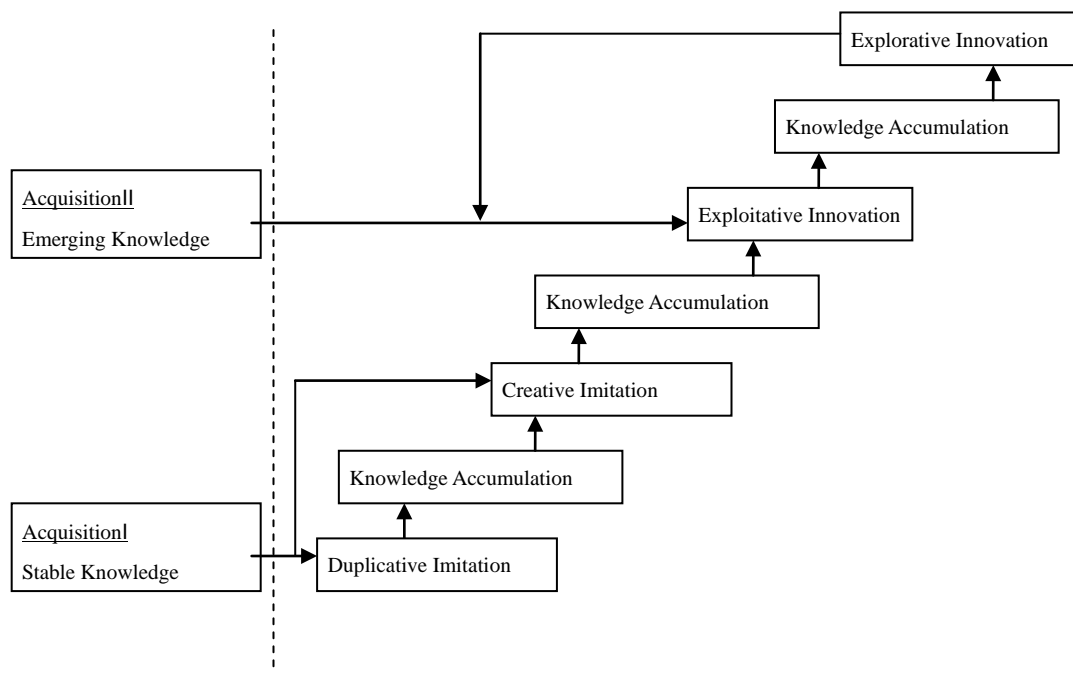 Explorative Innovation
Knowledge Accumulation
AcquisitionII
Emerging Knowledge
Exploitative Innovation
Knowledge Accumulation
Creative Imitation
Knowledge Accumulation
AcquisitionI
Stable Knowledge
Duplicative Imitation